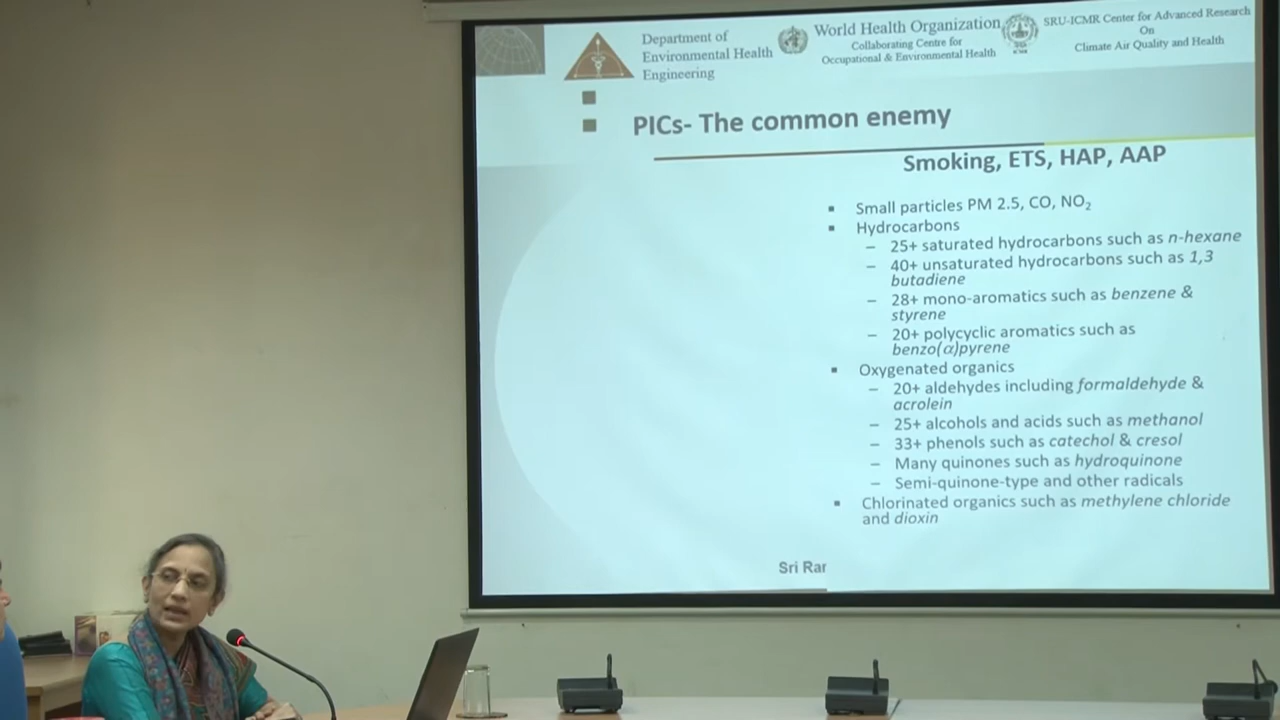 Department of
Environmental Health
Engineering
World Health Organization
Collaborating Centre for
Occupational & Environmental Health
SRU-ICMR Center for Advanced Research
On
Climate Air Quality and Health
PICs- The common enemy
Smoking, ETS, HAP, AAP
▪ Small particles PM 2.5, CO, NO₂
▪ Hydrocarbons
– 25+ saturated hydrocarbons such as n-hexane
– 40+ unsaturated hydrocarbons such as 1,3
butadiene
– 28+ mono-aromatics such as benzene &
styrene
– 20+ polycyclic aromatics such as
benzo(α)pyrene
▪ Oxygenated organics
– 20+ aldehydes including formaldehyde &
acrolein
– 25+ alcohols and acids such as methanol
– 33+ phenols such as catechol & cresol
– Many quinones such as hydroquinone
– Semi-quinone-type and other radicals
▪ Chlorinated organics such as methylene chloride
and dioxin
Sri Rar